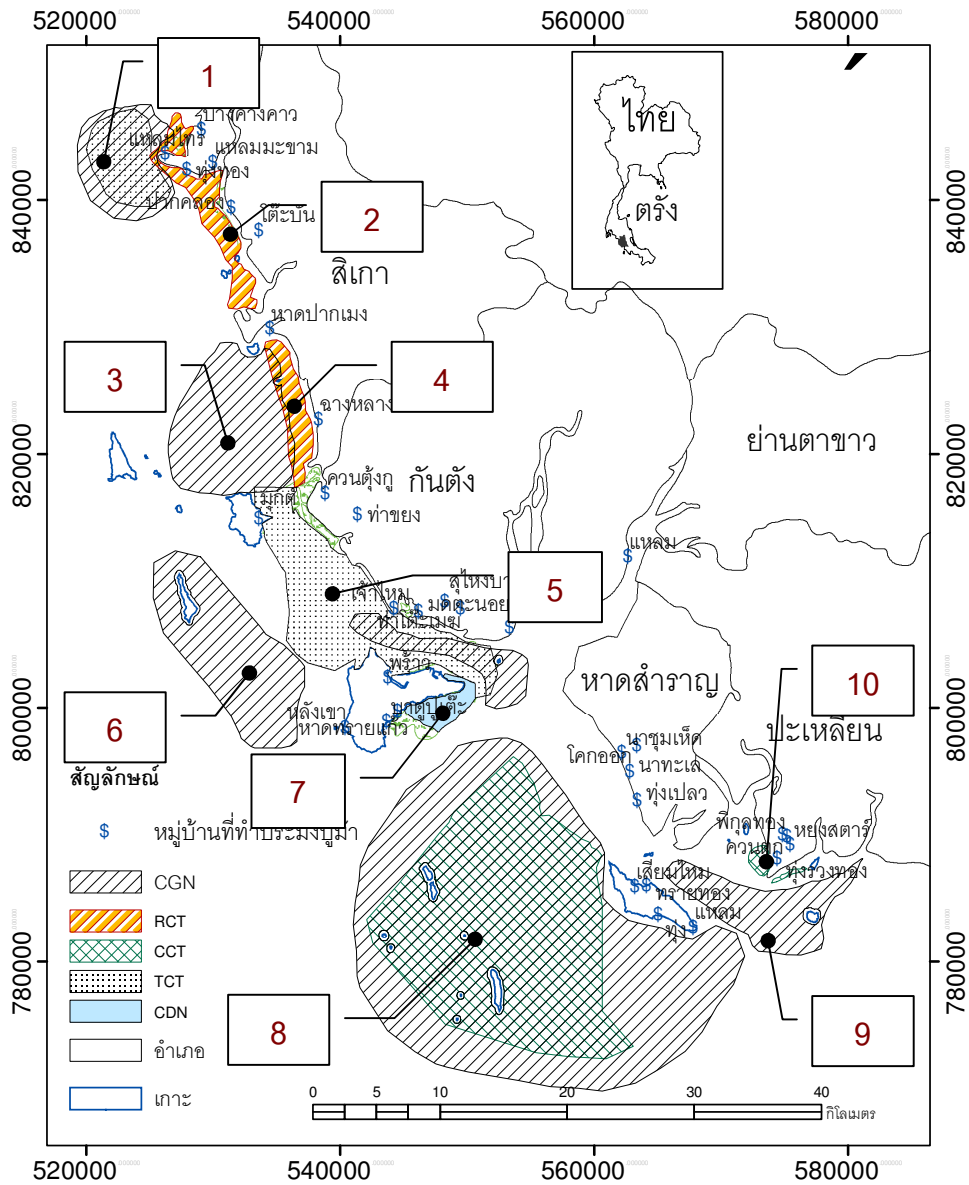 520000 540000 560000 580000
840000
820000
800000
780000
840000
820000
800000
780000
1
2
3
4
5
6
7
8
9
10
ไทย
ตรัง
บางค้างคาว
แหลมไทร
แหลมมะขาม
ทุ่งทอง
ปากคลอง
โต๊ะบัน
สิเกา
หาดปากเมง
ฉางหลาง
ย่านตาขาว
ควนตุ้งกู
กันตัง
มุกต์
ท่าขยง
แหลม
เจ้าไหม
มดตะนอย
พร้าว
หาดสำราญ
ปะเหลียน
หลังเขา
หาดทรายแก้ว
นาชุมเห็ด
โคกออก
นาทะเล
ทุ่งเปลว
พิกุลทอง
หยงสตาร์
ควนตก
ทุ่งรวงทอง
เสียมไหม
ทรายทอง
แหลม
ทุ่ง
สัญลักษณ์
$ หมู่บ้านที่ทำประมงปูม้า
CGN
RCT
CCT
TCT
CDN
อำเภอ
เกาะ
0 5 10 20 30 40
กิโลเมตร
520000 540000 560000 580000